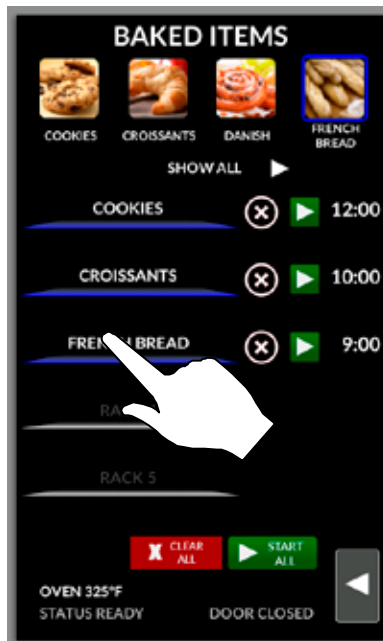 BAKED ITEMS
COOKIES CROISSANTS DANISH FRENCH BREAD
SHOW ALL
COOKIES 12:00
CROISSANTS 10:00
FRENCH BREAD 9:00
RACK 5
CLEAR ALL START ALL
OVEN 325°F
STATUS READY DOOR CLOSED